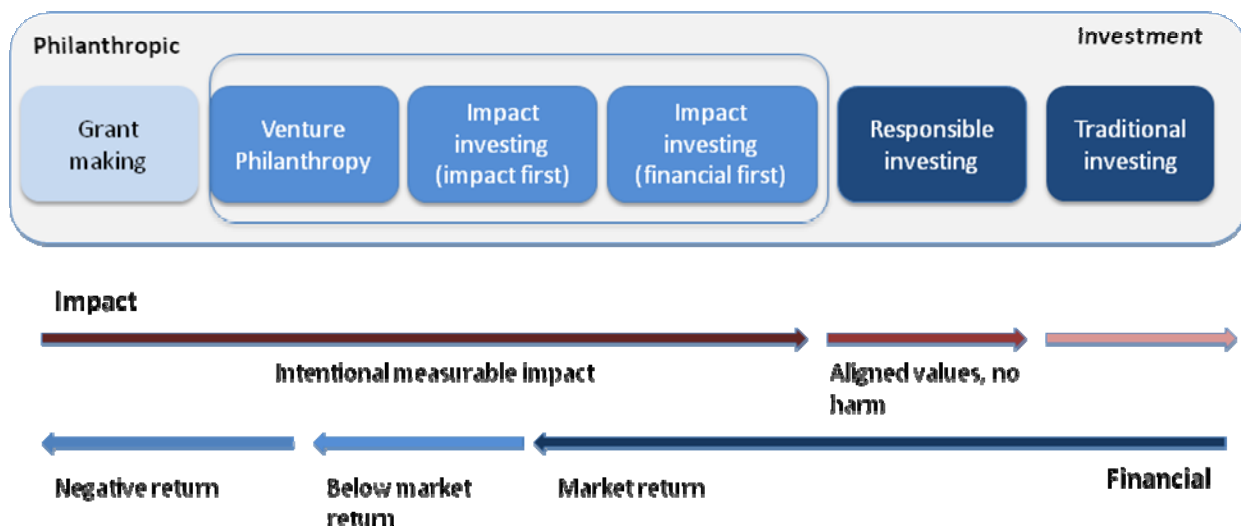 Philanthropic
Investment
Grant
making
Venture
Philanthropy
Impact
investing
(impact first)
Impact
investing
(financial first)
Responsible
investing
Traditional
investing
Impact
Intentional measurable impact
Aligned values, no
harm
Negative return
Below market
return
Market return
Financial